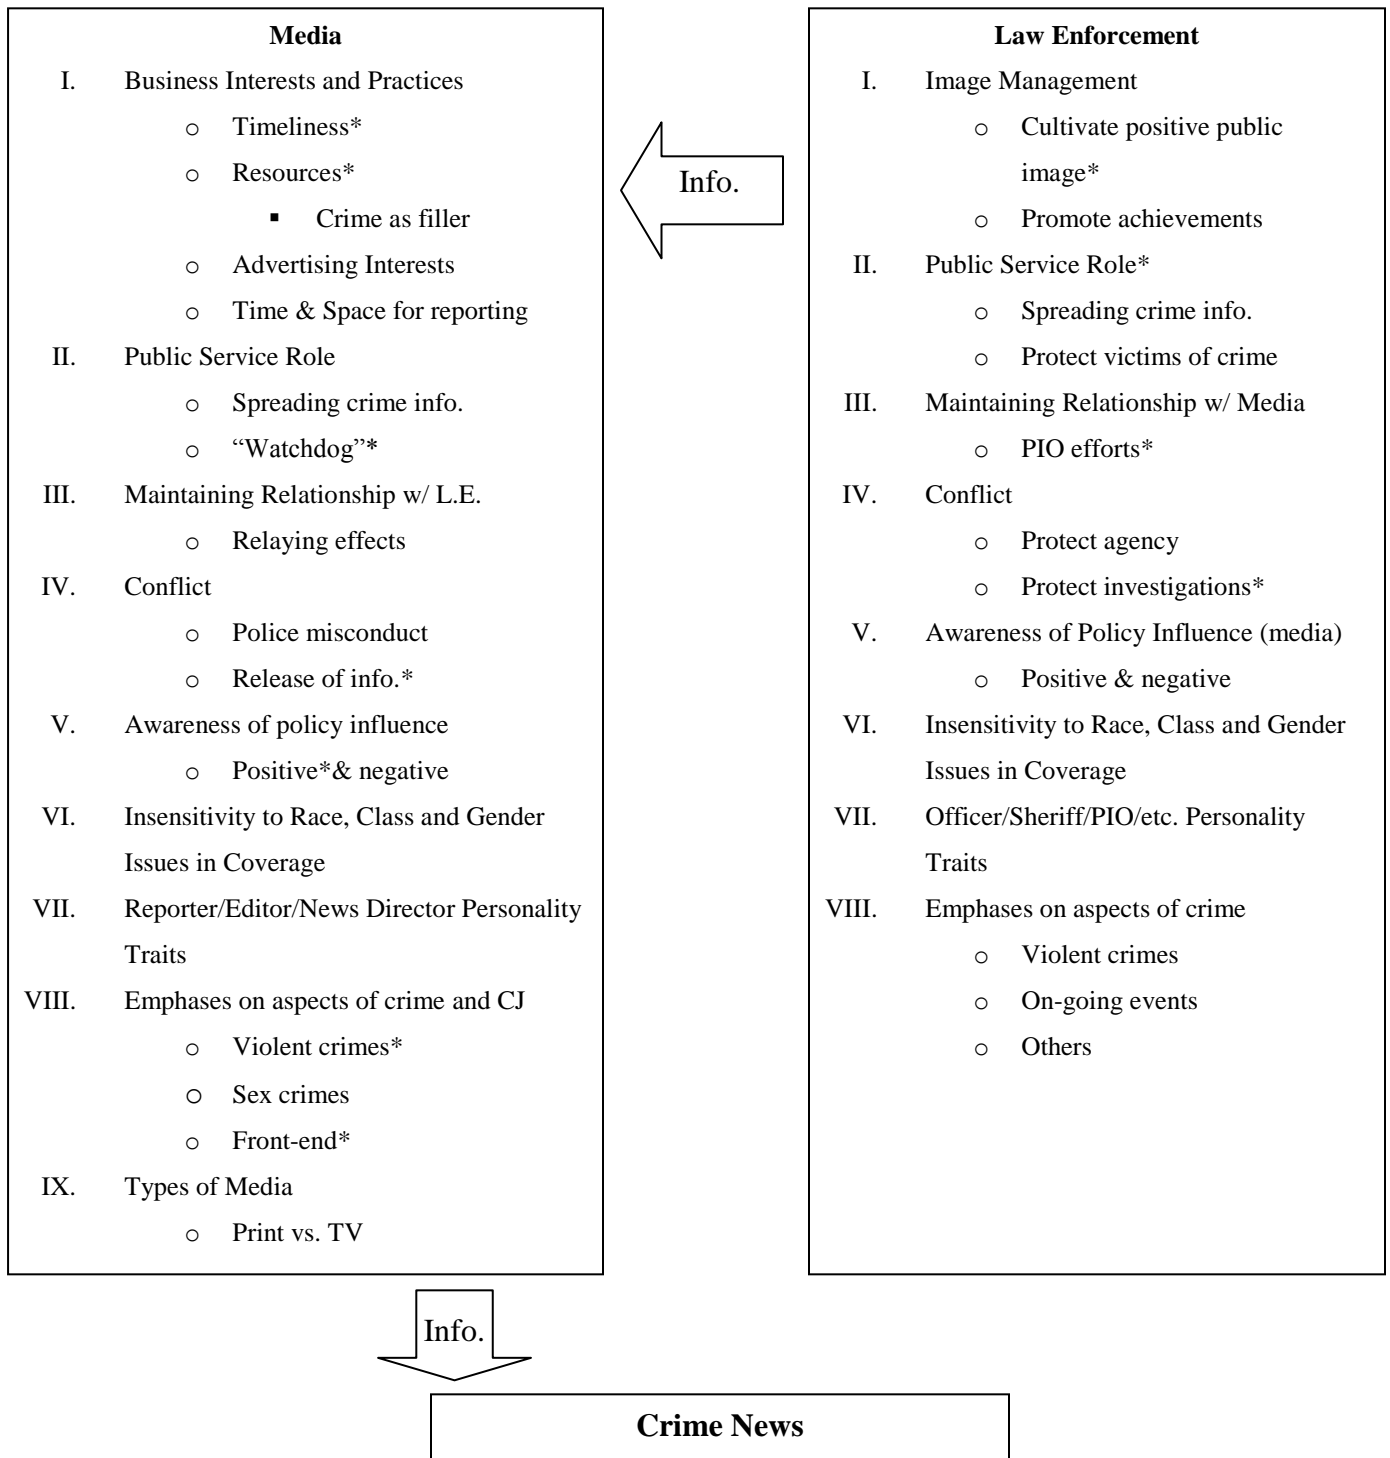 Media
I. Business Interests and Practices
o Timeliness*
o Resources*
▪ Crime as filler
o Advertising Interests
o Time & Space for reporting
II. Public Service Role
o Spreading crime info.
o “Watchdog”*
III. Maintaining Relationship w/ L.E.
o Relaying effects
IV. Conflict
o Police misconduct
o Release of info.*
V. Awareness of policy influence
o Positive*& negative
VI. Insensitivity to Race, Class and Gender
Issues in Coverage
VII. Reporter/Editor/News Director Personality
Traits
VIII. Emphases on aspects of crime and CJ
o Violent crimes*
o Sex crimes
o Front-end*
IX. Types of Media
o Print vs. TV
Info.
Law Enforcement
I. Image Management
o Cultivate positive public
image*
o Promote achievements
II. Public Service Role*
o Spreading crime info.
o Protect victims of crime
III. Maintaining Relationship w/ Media
o PIO efforts*
IV. Conflict
o Protect agency
o Protect investigations*
V. Awareness of Policy Influence (media)
o Positive & negative
VI. Insensitivity to Race, Class and Gender
Issues in Coverage
VII. Officer/Sheriff/PIO/etc. Personality
Traits
VIII. Emphases on aspects of crime
o Violent crimes
o On-going events
o Others
Info.
Crime News